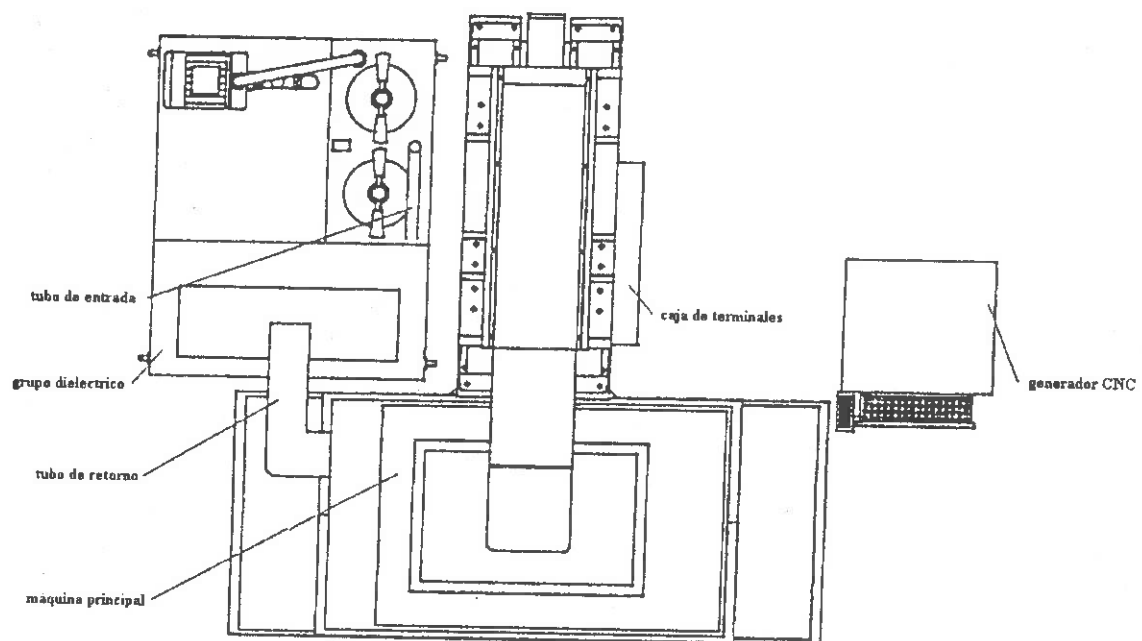 tubo de entrada
caja de terminales
grupo dielectrico
generador CNC
tubo de retorno
maquina principal